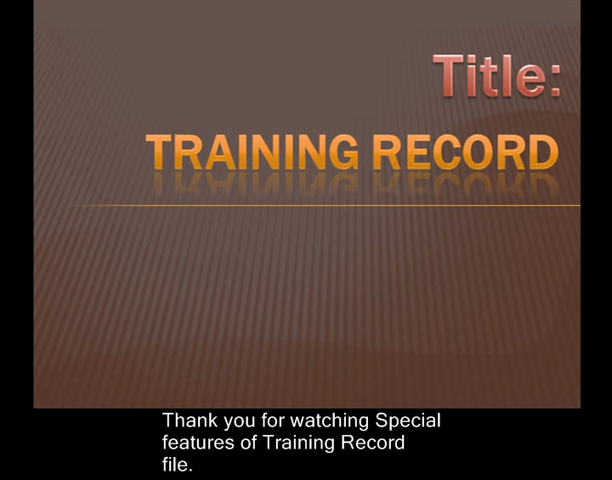 Title:
TRAINING RECORD
Thank you for watching Special
features of Training Record
file.